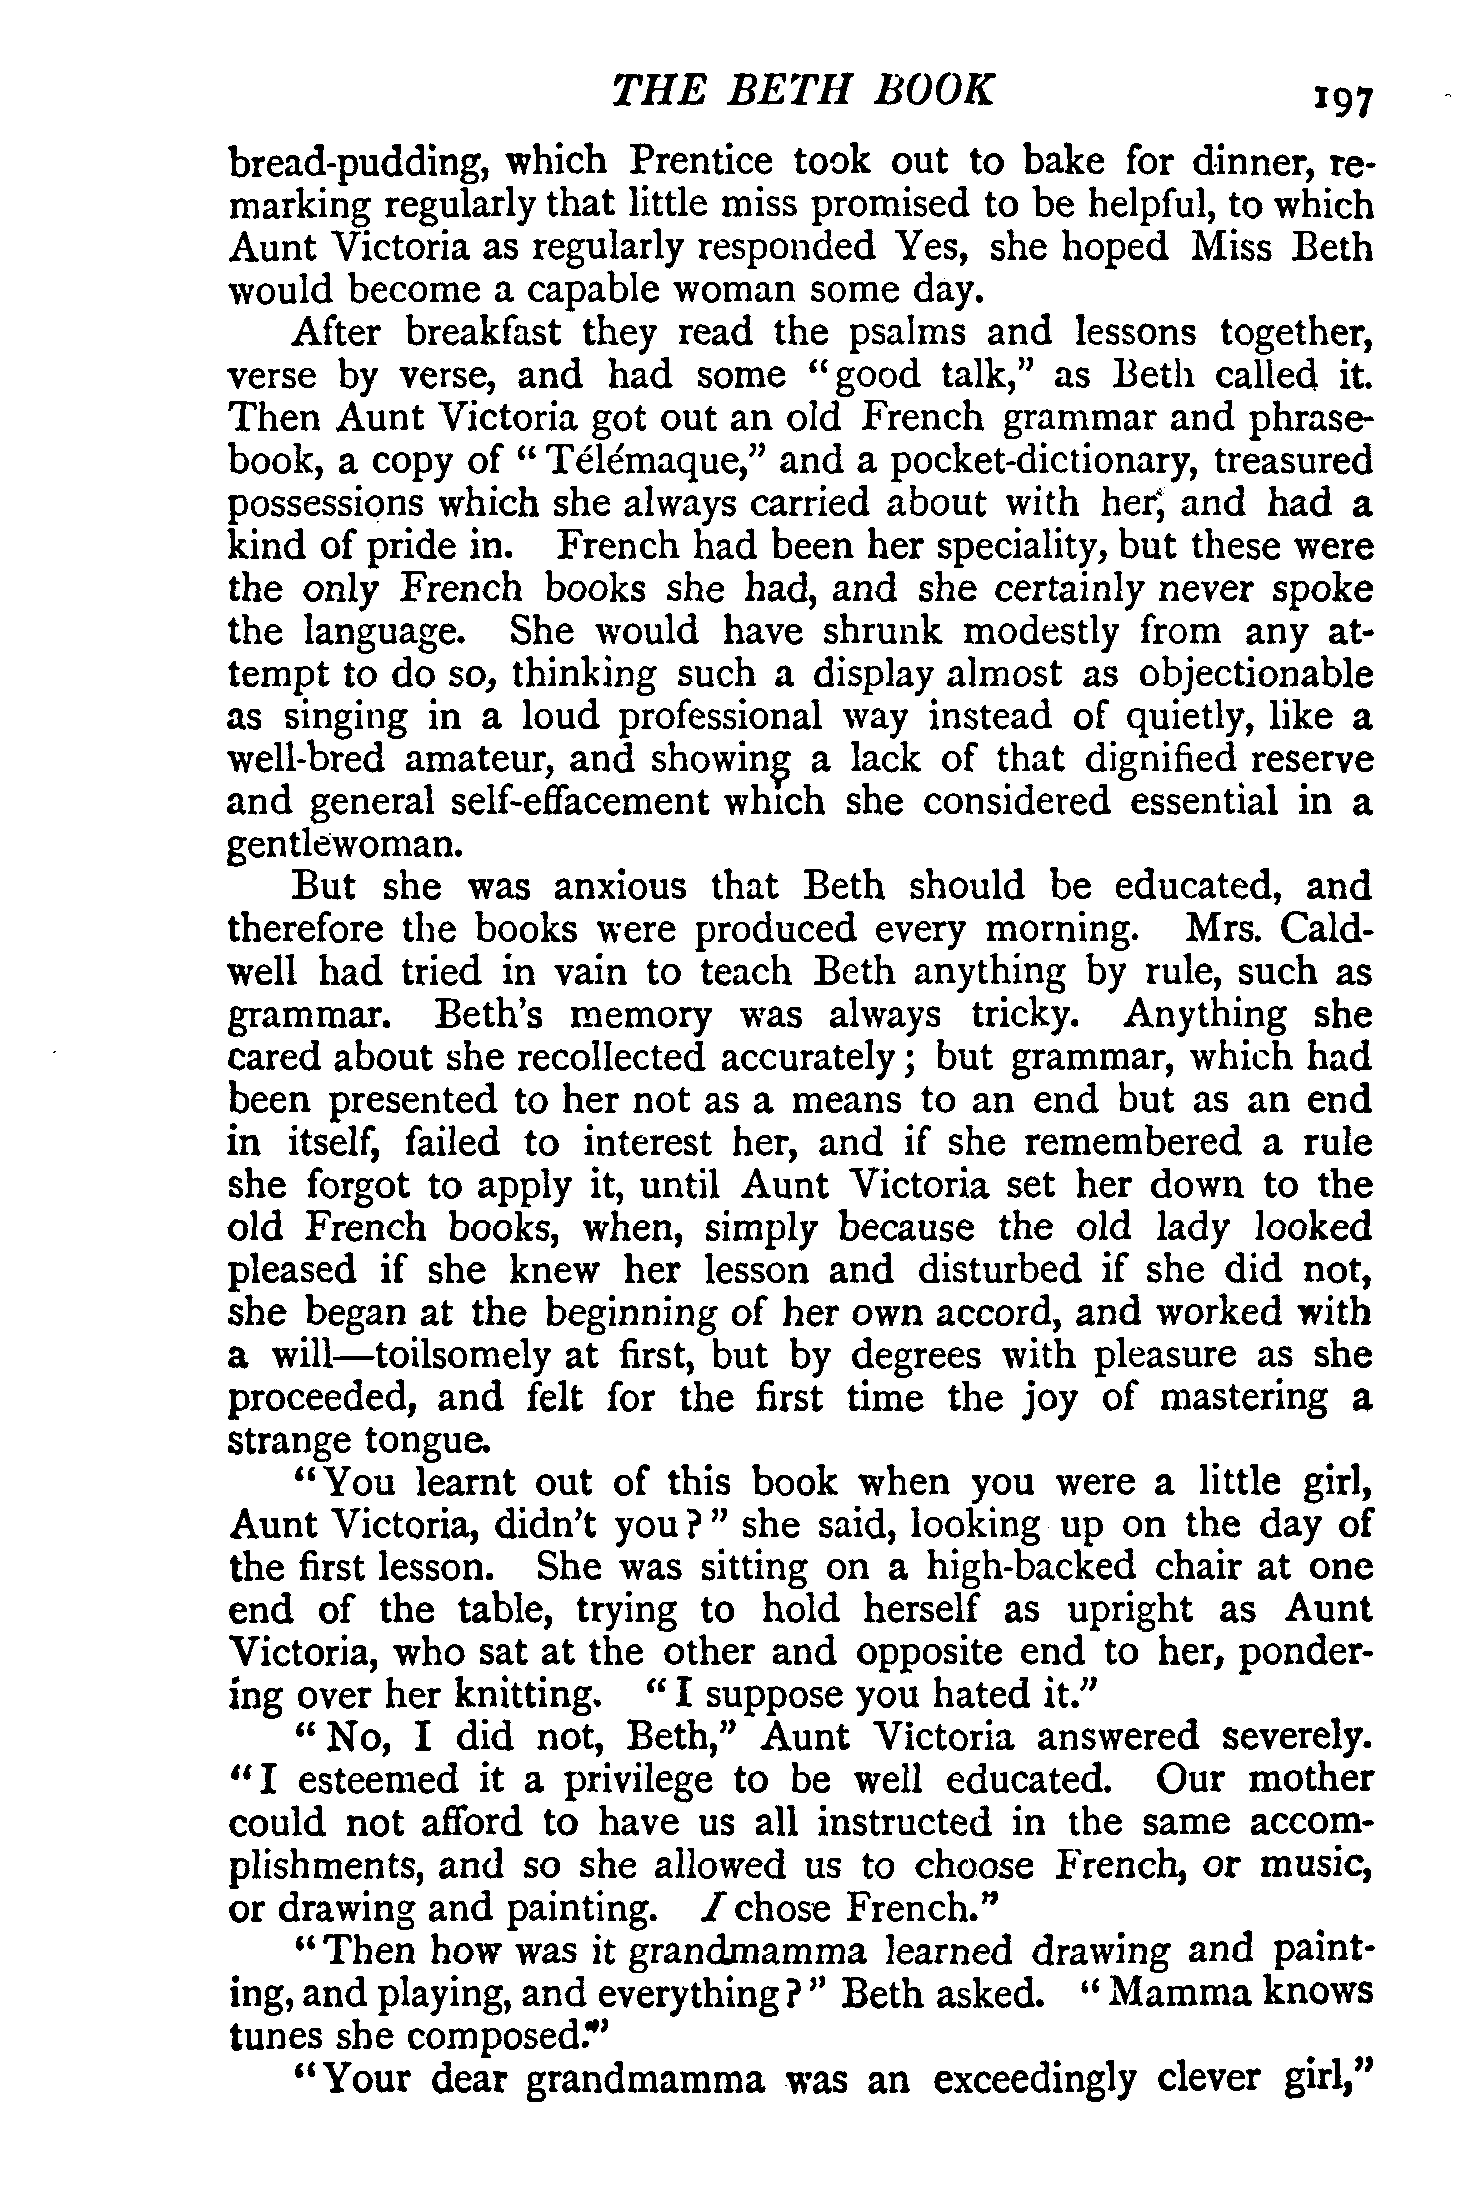 THE BETH BOOK 197
bread-pudding, which Prentice took out to bake for dinner, re-
marking regularly that little miss promised to be helpful, to which
Aunt Victoria as regularly responded Yes, she hoped Miss Beth
would become a capable woman some day.
After breakfast they read the psalms and lessons together,
verse by verse, and had some "good talk," as Beth called it.
Then Aunt Victoria got out an old French grammar and phrase-
book, a copy of "Télémaque," and a pocket-dictionary, treasured
possessions which she always carried about with her, and had a
kind of pride in. French had been her speciality, but these were
the only French books she had, and she certainly never spoke
the language. She would have shrunk modestly from any at-
tempt to do so, thinking such a display almost as objectionable
as singing in a loud professional way instead of quietly, like a
well-bred amateur, and showing a lack of that dignified reserve
and general self-effacement which she considered essential in a
gentlewoman.
But she was anxious that Beth should be educated, and
therefore the books were produced every morning. Mrs. Cald-
well had tried in vain to teach Beth anything by rule, such as
grammar. Beth's memory was always tricky. Anything she
cared about she recollected accurately; but grammar, which had
been presented to her not as a means to an end but as an end
in itself, failed to interest her, and if she remembered a rule
she forgot to apply it, until Aunt Victoria set her down to the
old French books, when, simply because the old lady looked
pleased if she knew her lesson and disturbed if she did not,
she began at the beginning of her own accord, and worked with
a will—toilsomely at first, but by degrees with pleasure as she
proceeded, and felt for the first time the joy of mastering a
strange tongue.
"You learnt out of this book when you were a little girl,
Aunt Victoria, didn't you?" she said, looking up on the day of
the first lesson. She was sitting on a high-backed chair at one
end of the table, trying to hold herself as upright as Aunt
Victoria, who sat at the other and opposite end to her, ponder-
ing over her knitting. "I suppose you hated it."
"No, I did not, Beth," Aunt Victoria answered severely.
"I esteemed it a privilege to be well educated. Our mother
could not afford to have us all instructed in the same accom-
plishments, and so she allowed us to choose French, or music,
or drawing and painting. I chose French."
"Then how was it grandmamma learned drawing and paint-
ing, and playing, and everything?" Beth asked. "Mamma knows
tunes she composed."
"Your dear grandmamma was an exceedingly clever girl,"